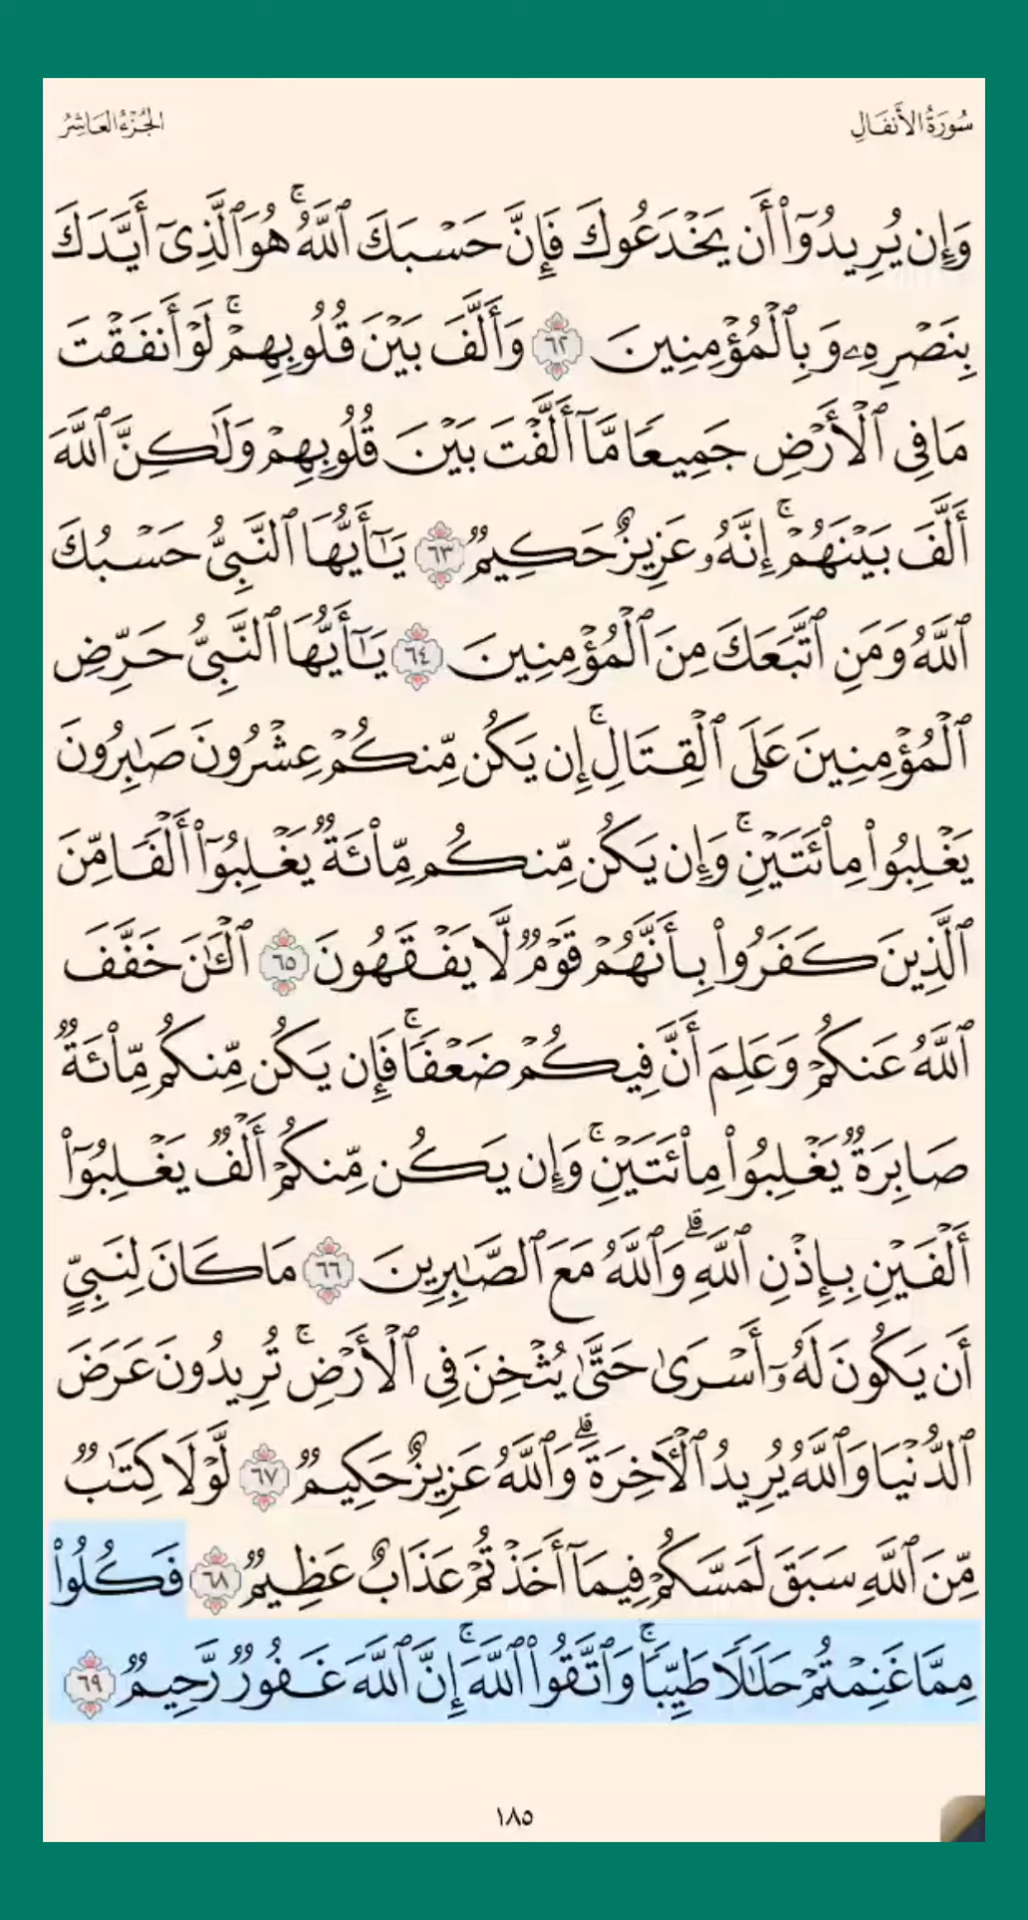 سُورَةُ الأَنفَالِ
الجُزْءُ العَاشِرُ
وَإِن يُرِيدُوٓا۟ أَن يَخْدَعُوكَ فَإِنَّ حَسْبَكَ ٱللَّهُ ۚ هُوَ ٱلَّذِىٓ أَيَّدَكَ
بِنَصْرِهِۦ وَبِٱلْمُؤْمِنِينَ ٦٢ وَأَلَّفَ بَيْنَ قُلُوبِهِمْ ۚ لَوْ أَنفَقْتَ
مَا فِى ٱلْأَرْضِ جَمِيعًا مَّآ أَلَّفْتَ بَيْنَ قُلُوبِهِمْ وَلَـٰكِنَّ ٱللَّهَ
أَلَّفَ بَيْنَهُمْ ۚ إِنَّهُۥ عَزِيزٌ حَكِيمٌ ٦٣ يَـٰٓأَيُّهَا ٱلنَّبِىُّ حَسْبُكَ
ٱللَّهُ وَمَنِ ٱتَّبَعَكَ مِنَ ٱلْمُؤْمِنِينَ ٦٤ يَـٰٓأَيُّهَا ٱلنَّبِىُّ حَرِّضِ
ٱلْمُؤْمِنِينَ عَلَى ٱلْقِتَالِ ۚ إِن يَكُن مِّنكُمْ عِشْرُونَ صَـٰبِرُونَ
يَغْلِبُوا۟ مِا۟ئَتَيْنِ ۚ وَإِن يَكُن مِّنكُم مِّا۟ئَةٌ يَغْلِبُوٓا۟ أَلْفًا مِّنَ
ٱلَّذِينَ كَفَرُوا۟ بِأَنَّهُمْ قَوْمٌ لَّا يَفْقَهُونَ ٦٥ ٱلْـَٔـٰنَ خَفَّفَ
ٱللَّهُ عَنكُمْ وَعَلِمَ أَنَّ فِيكُمْ ضَعْفًا ۚ فَإِن يَكُن مِّنكُم مِّا۟ئَةٌ
صَابِرَةٌ يَغْلِبُوا۟ مِا۟ئَتَيْنِ ۚ وَإِن يَكُن مِّنكُمْ أَلْفٌ يَغْلِبُوٓا۟
أَلْفَيْنِ بِإِذْنِ ٱللَّهِ ۗ وَٱللَّهُ مَعَ ٱلصَّـٰبِرِينَ ٦٦ مَا كَانَ لِنَبِىٍّ
أَن يَكُونَ لَهُۥٓ أَسْرَىٰ حَتَّىٰ يُثْخِنَ فِى ٱلْأَرْضِ ۚ تُرِيدُونَ عَرَضَ
ٱلدُّنْيَا وَٱللَّهُ يُرِيدُ ٱلْـَٔاخِرَةَ ۗ وَٱللَّهُ عَزِيزٌ حَكِيمٌ ٦٧ لَّوْلَا كِتَـٰبٌ
مِّنَ ٱللَّهِ سَبَقَ لَمَسَّكُمْ فِيمَآ أَخَذْتُمْ عَذَابٌ عَظِيمٌ ٦٨ فَكُلُوا۟
مِمَّا غَنِمْتُمْ حَلَـٰلًا طَيِّبًا ۚ وَٱتَّقُوا۟ ٱللَّهَ ۚ إِنَّ ٱللَّهَ غَفُورٌ رَّحِيمٌ ٦٩
١٨٥